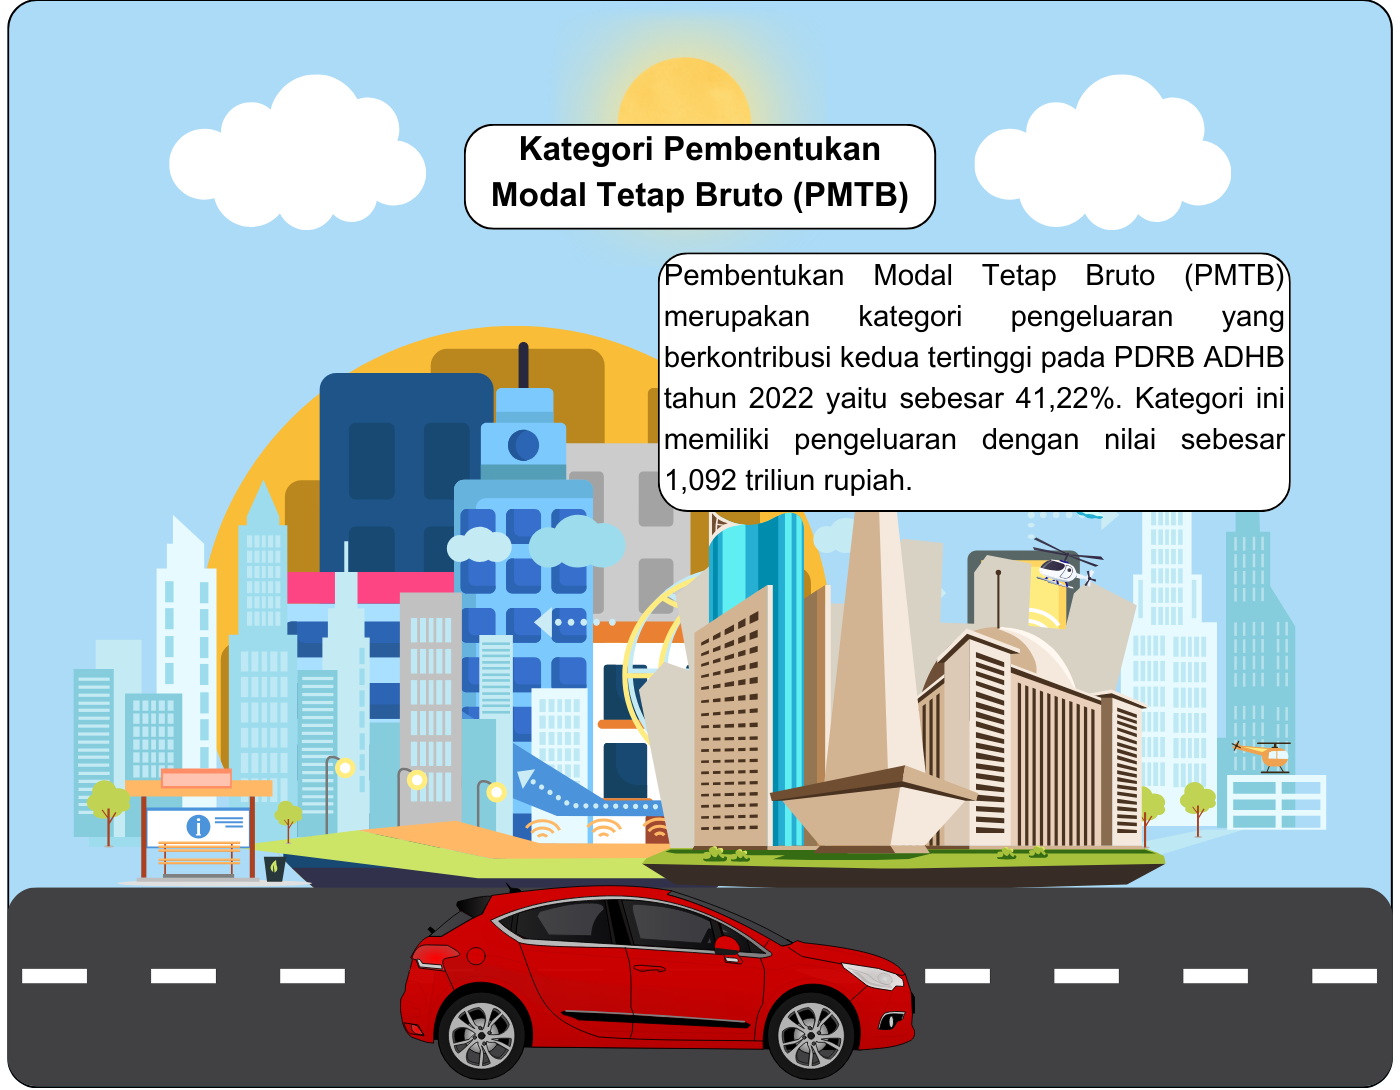 Kategori Pembentukan
Modal Tetap Bruto (PMTB)
Pembentukan Modal Tetap Bruto (PMTB)
merupakan kategori pengeluaran yang
berkontribusi kedua tertinggi pada PDRB ADHB
tahun 2022 yaitu sebesar 41,22%. Kategori ini
memiliki pengeluaran dengan nilai sebesar
1,092 triliun rupiah.
i